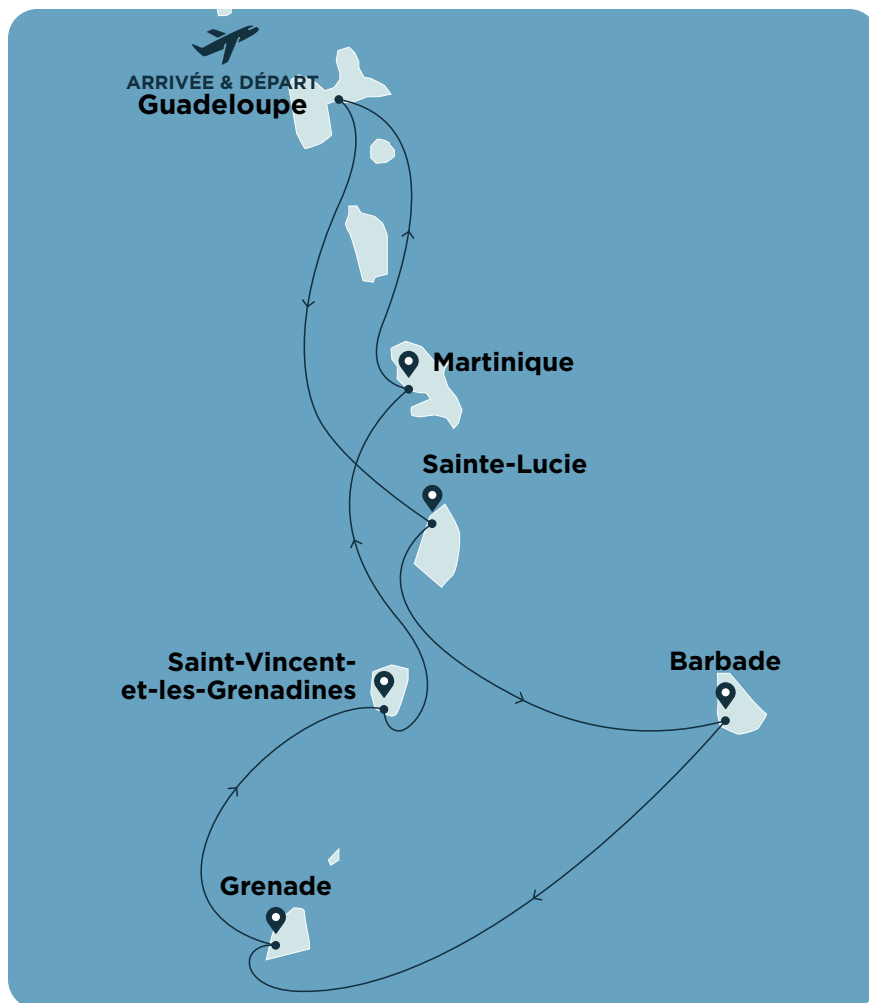 ARRIVÉE & DÉPART
Guadeloupe
Martinique
Sainte-Lucie
Saint-Vincent-
et-les-Grenadines
Barbade
Grenade